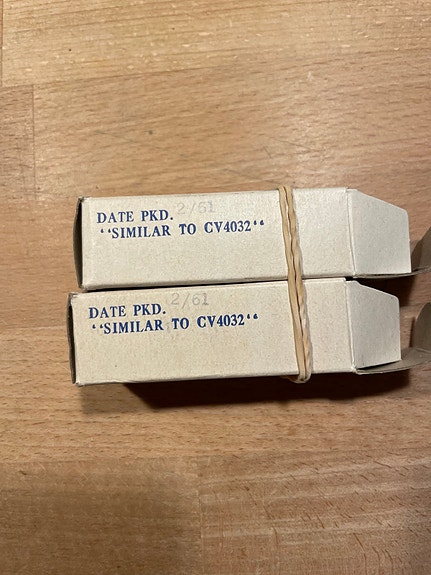 DATE PKD. 2/61
"SIMILAR TO CV4032"
DATE PKD. 2/61
"SIMILAR TO CV4032"